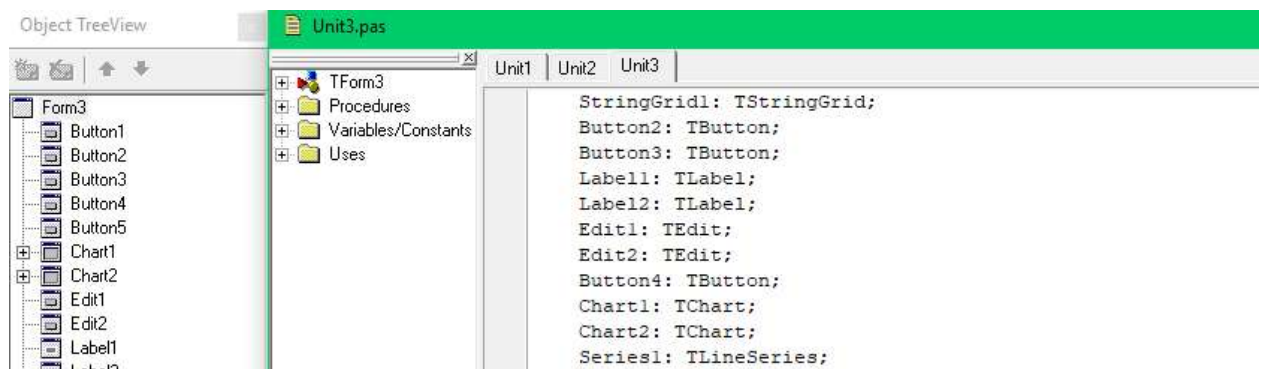 Object TreeView
Form3
Button1
Button2
Button3
Button4
Button5
Chart1
Chart2
Edit1
Edit2
Label1
Unit3.pas
TForm3
Procedures
Variables/Constants
Uses
Unit1 Unit2 Unit3
StringGrid1: TStringGrid;
Button2: TButton;
Button3: TButton;
Label1: TLabel;
Label2: TLabel;
Edit1: TEdit;
Edit2: TEdit;
Button4: TButton;
Chart1: TChart;
Chart2: TChart;
Series1: TLineSeries;